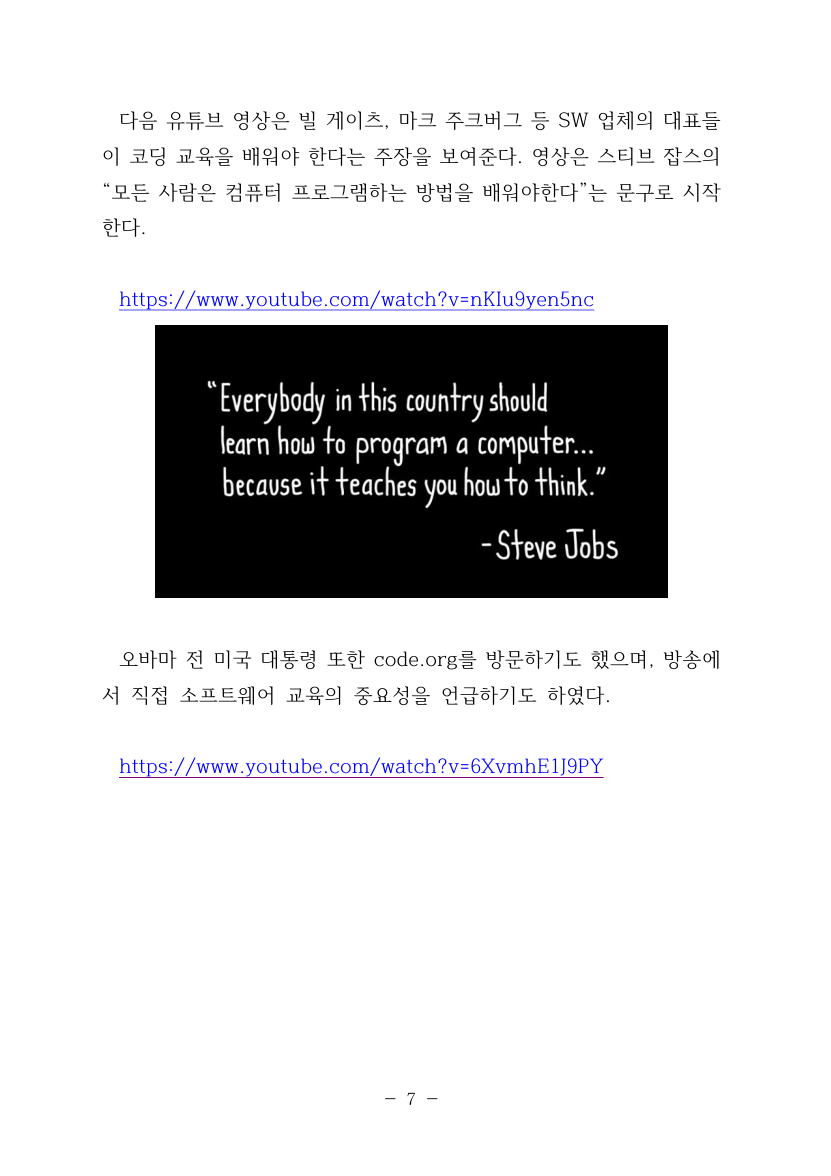 다음 유튜브 영상은 빌 게이츠, 마크 주크버그 등 SW 업체의 대표들
이 코딩 교육을 배워야 한다는 주장을 보여준다. 영상은 스티브 잡스의
“모든 사람은 컴퓨터 프로그램하는 방법을 배워야한다”는 문구로 시작
한다.
https://www.youtube.com/watch?v=nKIu9yen5nc
“Everybody in this country should
learn how to program a computer...
because it teaches you how to think.”
-Steve Jobs
오바마 전 미국 대통령 또한 code.org를 방문하기도 했으며, 방송에
서 직접 소프트웨어 교육의 중요성을 언급하기도 하였다.
https://www.youtube.com/watch?v=6XvmhE1J9PY
- 7 -